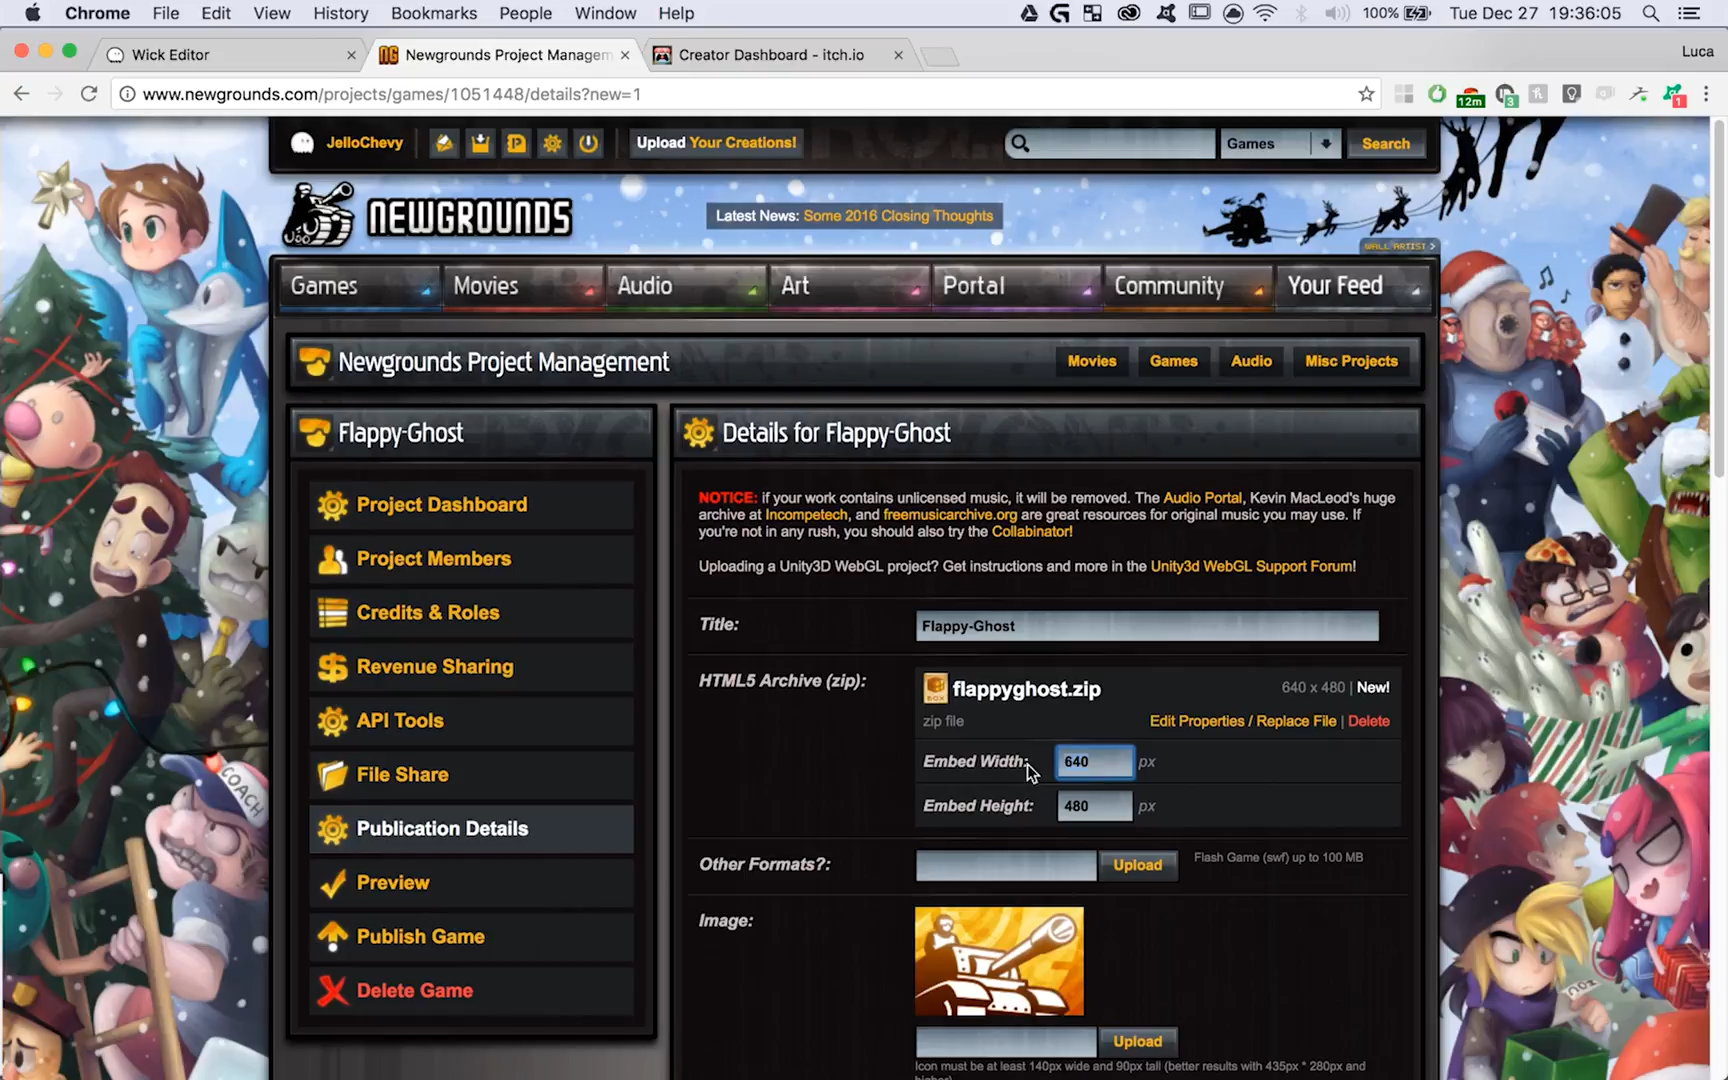 Chrome File Edit View History Bookmarks People Window Help 100% Tue Dec 27 19:36:05
Wick Editor
Newgrounds Project Managem
Creator Dashboard - itch.io
Luca
www.newgrounds.com/projects/games/1051448/details?new=1
12m
3
1
JelloChevy
Upload Your Creations!
Games
Search
NEWGROUNDS
Latest News: Some 2016 Closing Thoughts
WALL ARTIST >
Games Movies Audio Art Portal Community Your Feed
Newgrounds Project Management
Movies Games Audio Misc Projects
Flappy-Ghost
Project Dashboard
Project Members
Credits & Roles
Revenue Sharing
API Tools
File Share
Publication Details
Preview
Publish Game
Delete Game
Details for Flappy-Ghost
NOTICE: if your work contains unlicensed music, it will be removed. The Audio Portal, Kevin MacLeod's huge
archive at Incompetech, and freemusicarchive.org are great resources for original music you may use. If
you're not in any rush, you should also try the Collabinator!
Uploading a Unity3D WebGL project? Get instructions and more in the Unity3d WebGL Support Forum!
Title: Flappy-Ghost
HTML5 Archive (zip): flappyghost.zip 640 x 480 | New!
zip file Edit Properties / Replace File | Delete
Embed Width: 640 px
Embed Height: 480 px
Other Formats?: Upload Flash Game (swf) up to 100 MB
Image:
Upload
Icon must be at least 140px wide and 90px tall (better results with 435px * 280px and
COACH